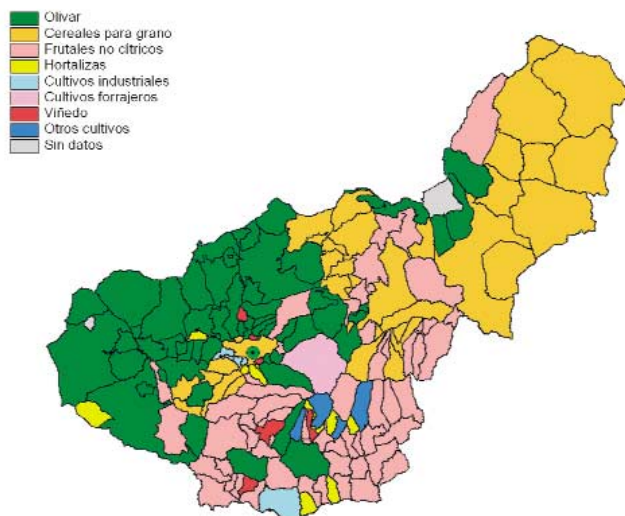 Olivar
Cereales para grano
Frutales no cítricos
Hortalizas
Cultivos industriales
Cultivos forrajeros
Viñedo
Otros cultivos
Sin datos